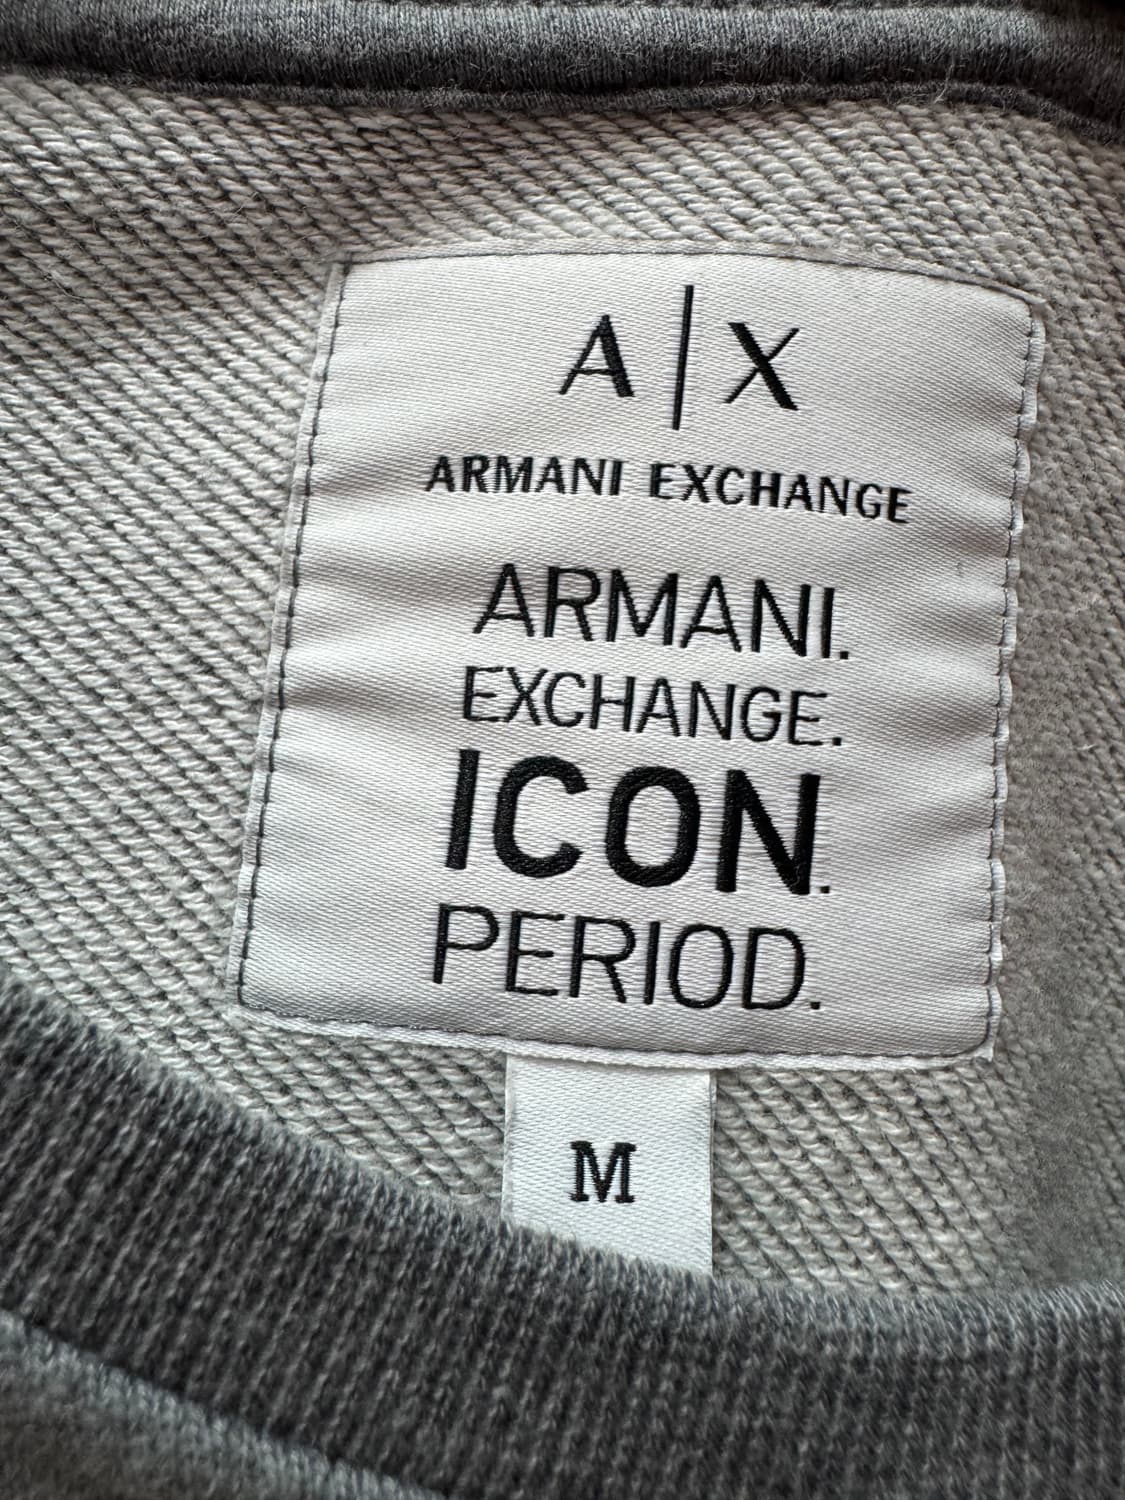 A|X
ARMANI EXCHANGE
ARMANI.
EXCHANGE.
ICON.
PERIOD.
M